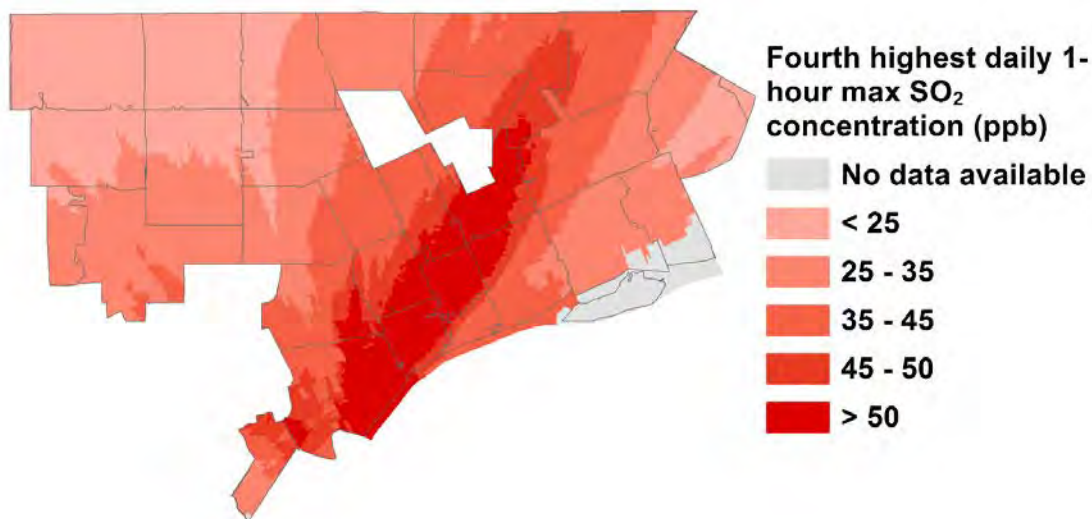 Fourth highest daily 1-
hour max SO₂
concentration (ppb)
No data available
< 25
25 - 35
35 - 45
45 - 50
> 50